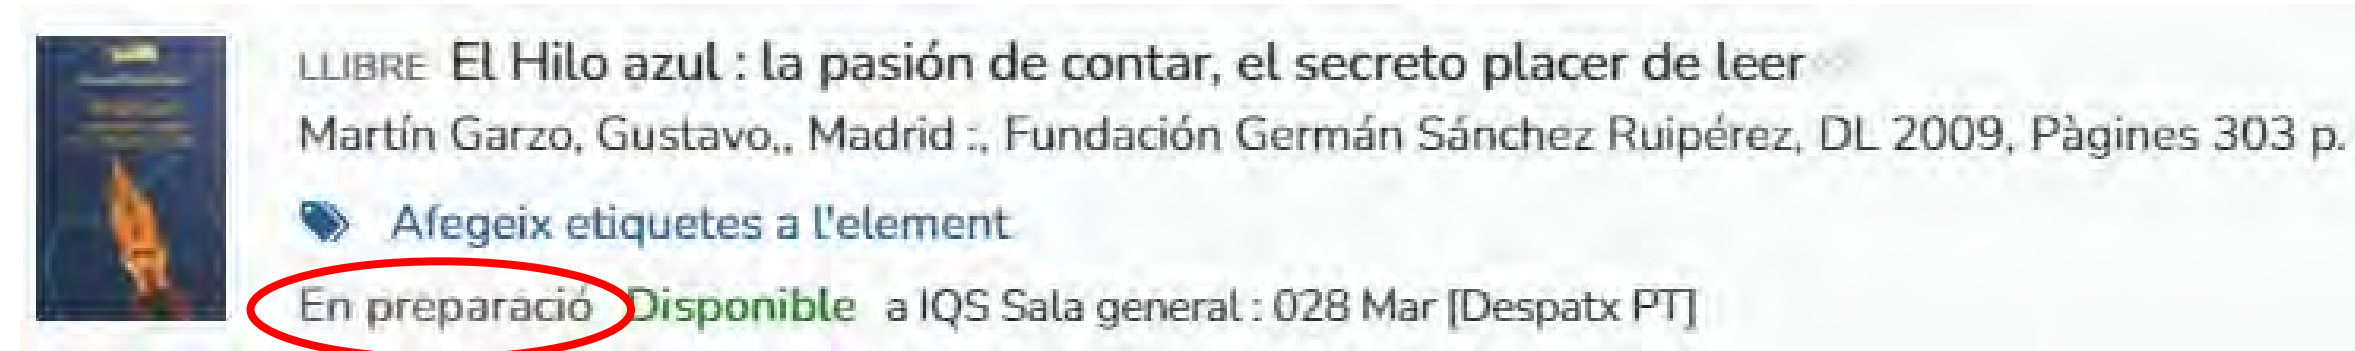 LLIBRE El Hilo azul : la pasión de contar, el secreto placer de leer
Martín Garzo, Gustavo,, Madrid :, Fundación Germán Sánchez Ruipérez, DL 2009, Pàgines 303 p.
Afegeix etiquetes a l'element
En preparació Disponible a IQS Sala general : 028 Mar [Despatx PT]